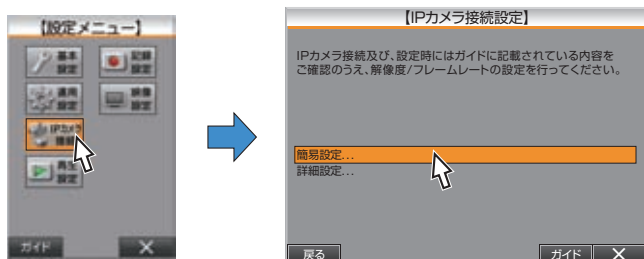 【設定メニュー】
基本
設定
記録
設定
運用
設定
映像
設定
IPカメラ
接続
再生
設定
ガイド
【IPカメラ接続設定】
IPカメラ接続及び、設定時にはガイドに記載されている内容を
ご確認のうえ、解像度/フレームレートの設定を行ってください。
簡易設定...
詳細設定...
戻る
ガイド